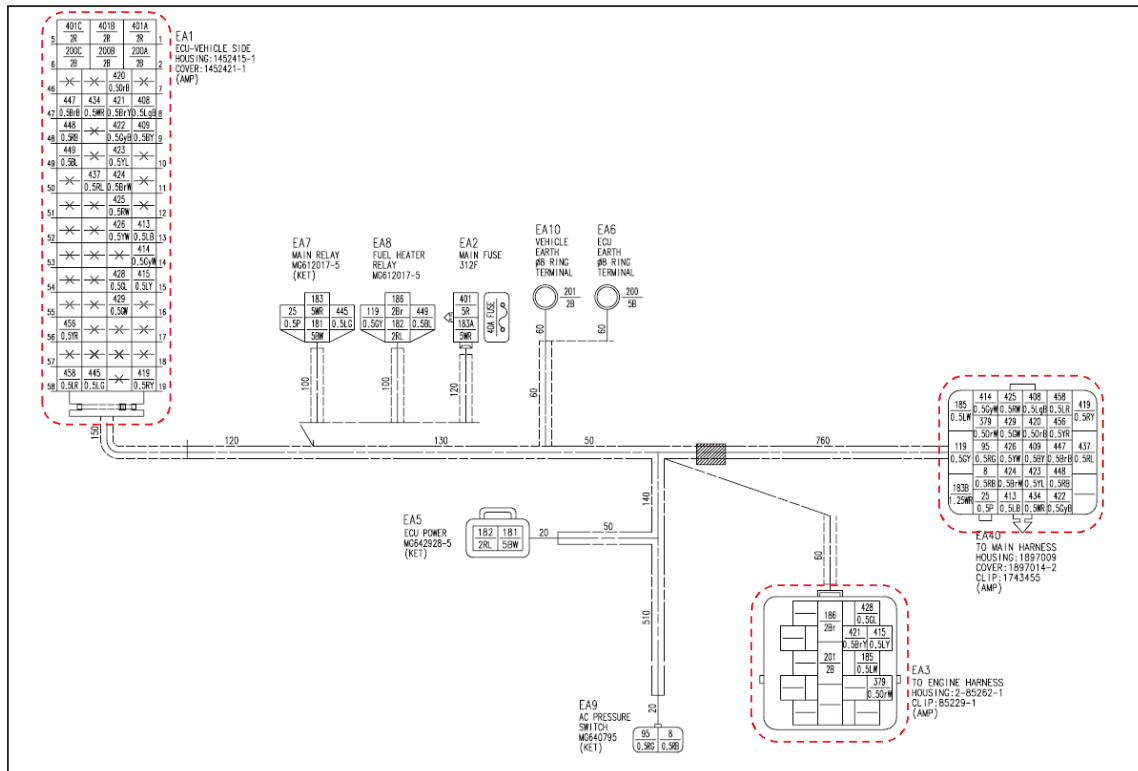 401C 401B 401A
5 2R 2R 2R 1
200C 200B 200A
6 2B 2B 2B 2
420
46 0.5OrB 7
447 434 421 408
47 0.5BrB 0.5WR 0.5BrY 0.5LgB 8
448 422 409
48 0.5RB 0.5GyB 0.5BY 9
449 423
49 0.5BL 0.5YL 10
437 424
50 0.5RL 0.5BrW 11
425
51 0.5RW 12
426 413
52 0.5YW 0.5LB 13
414
53 0.5GyW 14
428 415
54 0.5GL 0.5LY 15
429
55 0.5GW 16
456
56 0.5YR 17
57 18
458 445 419
58 0.5LR 0.5LG 0.5RY 19
EA1
ECU-VEHICLE SIDE
HOUSING:1452415-1
COVER:1452421-1
(AMP)
EA7
MAIN RELAY
MG612017-5
(KET)
183
25 5WR 445
0.5P 181 0.5LG
5BW
EA8
FUEL HEATER
RELAY
MG612017-5
186
119 2Br 449
0.5GY 182 0.5BL
2RL
EA2
MAIN FUSE
312F
401
5R
183A
5WR
40A FUSE
EA10
VEHICLE
EARTH
ø8 RING
TERMINAL
201
2B
EA6
ECU
EARTH
ø8 RING
TERMINAL
200
5B
100
100
120
60
60
60
150
120
130
50
760
140
50
20
510
20
60
EA5
ECU POWER
MG642928-5
(KET)
182 181
2RL 5BW
EA9
AC PRESSURE
SWITCH
MG640795
(KET)
95 8
0.5RG 0.5RB
414 425 408 458
185 0.5GyW 0.5RW 0.5LgB 0.5LR 419
0.5LW 379 429 420 456 0.5RY
0.5OrW 0.5GW 0.5OrB 0.5YR
119 95 426 409 447 437
0.5GY 0.5RG 0.5YW 0.5BY 0.5BrB 0.5RL
8 424 423 448
183B 0.5RB 0.5BrW 0.5YL 0.5RB
1.25WR 25 413 434 422
0.5P 0.5LB 0.5WR 0.5GyB
EA40
TO MAIN HARNESS
HOUSING:1897009
COVER:1897014-2
CLIP:1743455
(AMP)
186 428
2Br 0.5GL
421 415
0.5BrY 0.5LY
201 185
2B 0.5LW
379
0.5OrW
EA3
TO ENGINE HARNESS
HOUSING:2-85262-1
CLIP:85229-1
(AMP)